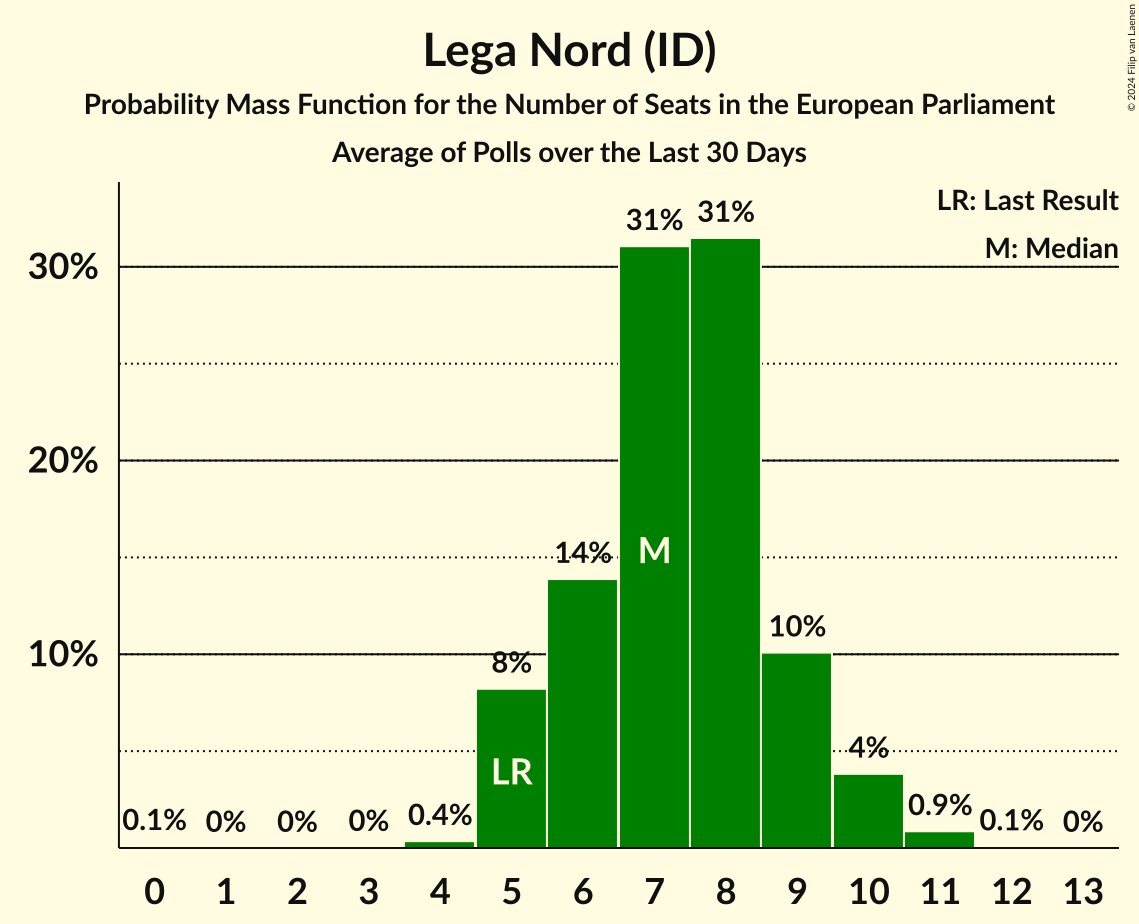 Lega Nord (ID)
Probability Mass Function for the Number of Seats in the European Parliament
Average of Polls over the Last 30 Days
© 2024 Filip van Laenen
LR: Last Result
M: Median
30%
20%
10%
0.1% 0% 0% 0% 0.4% 8% 14% 31% 31% 10% 4% 0.9% 0.1% 0%
LR
M
0 1 2 3 4 5 6 7 8 9 10 11 12 13